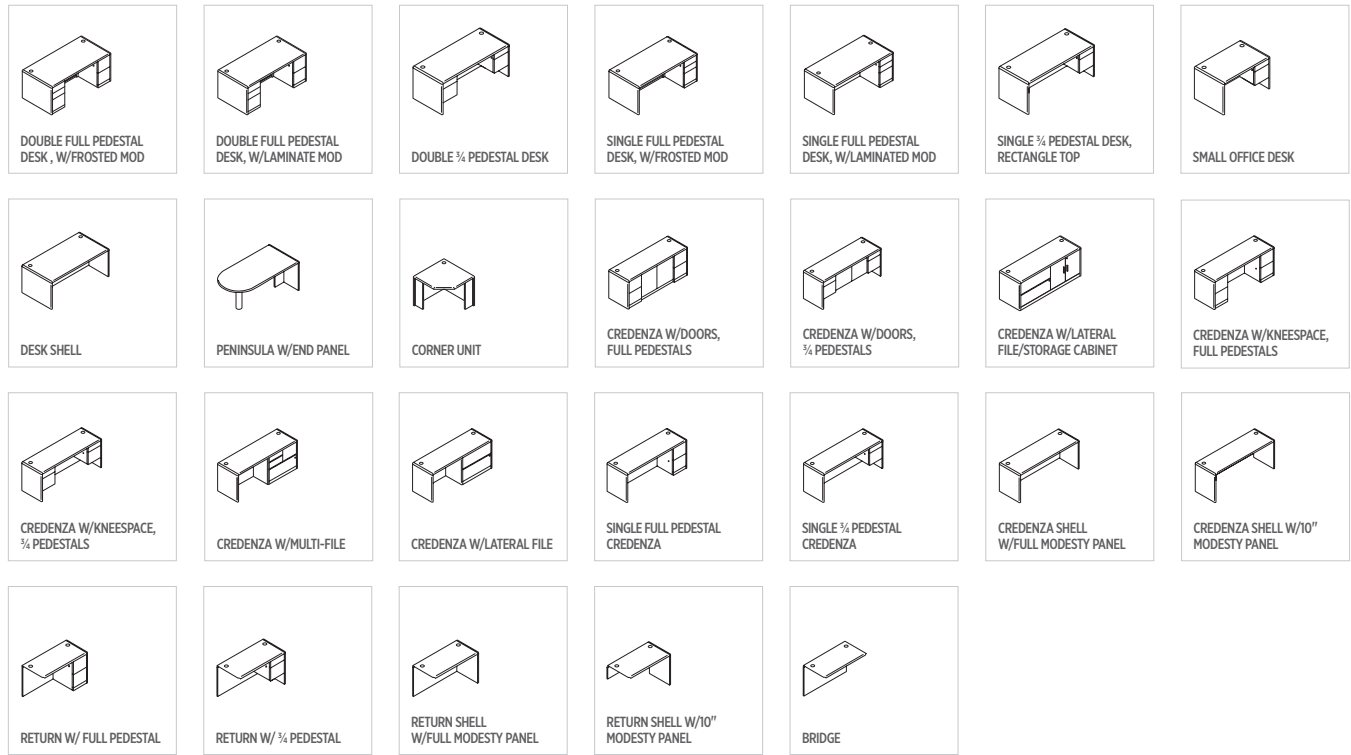 DOUBLE FULL PEDESTAL
DESK , W/FROSTED MOD
DOUBLE FULL PEDESTAL
DESK, W/LAMINATE MOD
DOUBLE ¾ PEDESTAL DESK
SINGLE FULL PEDESTAL
DESK, W/FROSTED MOD
SINGLE FULL PEDESTAL
DESK, W/LAMINATED MOD
SINGLE ¾ PEDESTAL DESK,
RECTANGLE TOP
SMALL OFFICE DESK
DESK SHELL
PENINSULA W/END PANEL
CORNER UNIT
CREDENZA W/DOORS,
FULL PEDESTALS
CREDENZA W/DOORS,
¾ PEDESTALS
CREDENZA W/LATERAL
FILE/STORAGE CABINET
CREDENZA W/KNEESPACE,
FULL PEDESTALS
CREDENZA W/KNEESPACE,
¾ PEDESTALS
CREDENZA W/MULTI-FILE
CREDENZA W/LATERAL FILE
SINGLE FULL PEDESTAL
CREDENZA
SINGLE ¾ PEDESTAL
CREDENZA
CREDENZA SHELL
W/FULL MODESTY PANEL
CREDENZA SHELL W/10"
MODESTY PANEL
RETURN W/ FULL PEDESTAL
RETURN W/ ¾ PEDESTAL
RETURN SHELL
W/FULL MODESTY PANEL
RETURN SHELL W/10"
MODESTY PANEL
BRIDGE